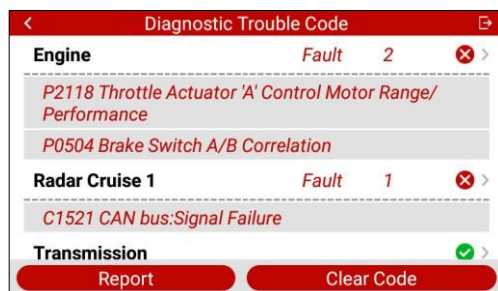 Diagnostic Trouble Code
Engine Fault 2
P2118 Throttle Actuator 'A' Control Motor Range/
Performance
P0504 Brake Switch A/B Correlation
Radar Cruise 1 Fault 1
C1521 CAN bus:Signal Failure
Transmission
Report Clear Code